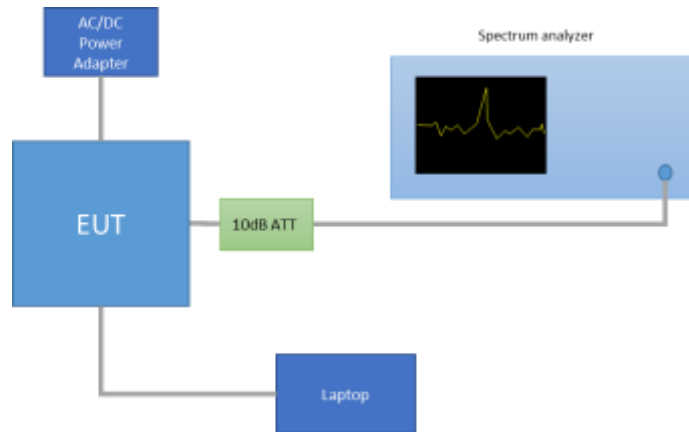 AC/DC
Power
Adapter
Spectrum analyzer
EUT
10dB ATT
Laptop